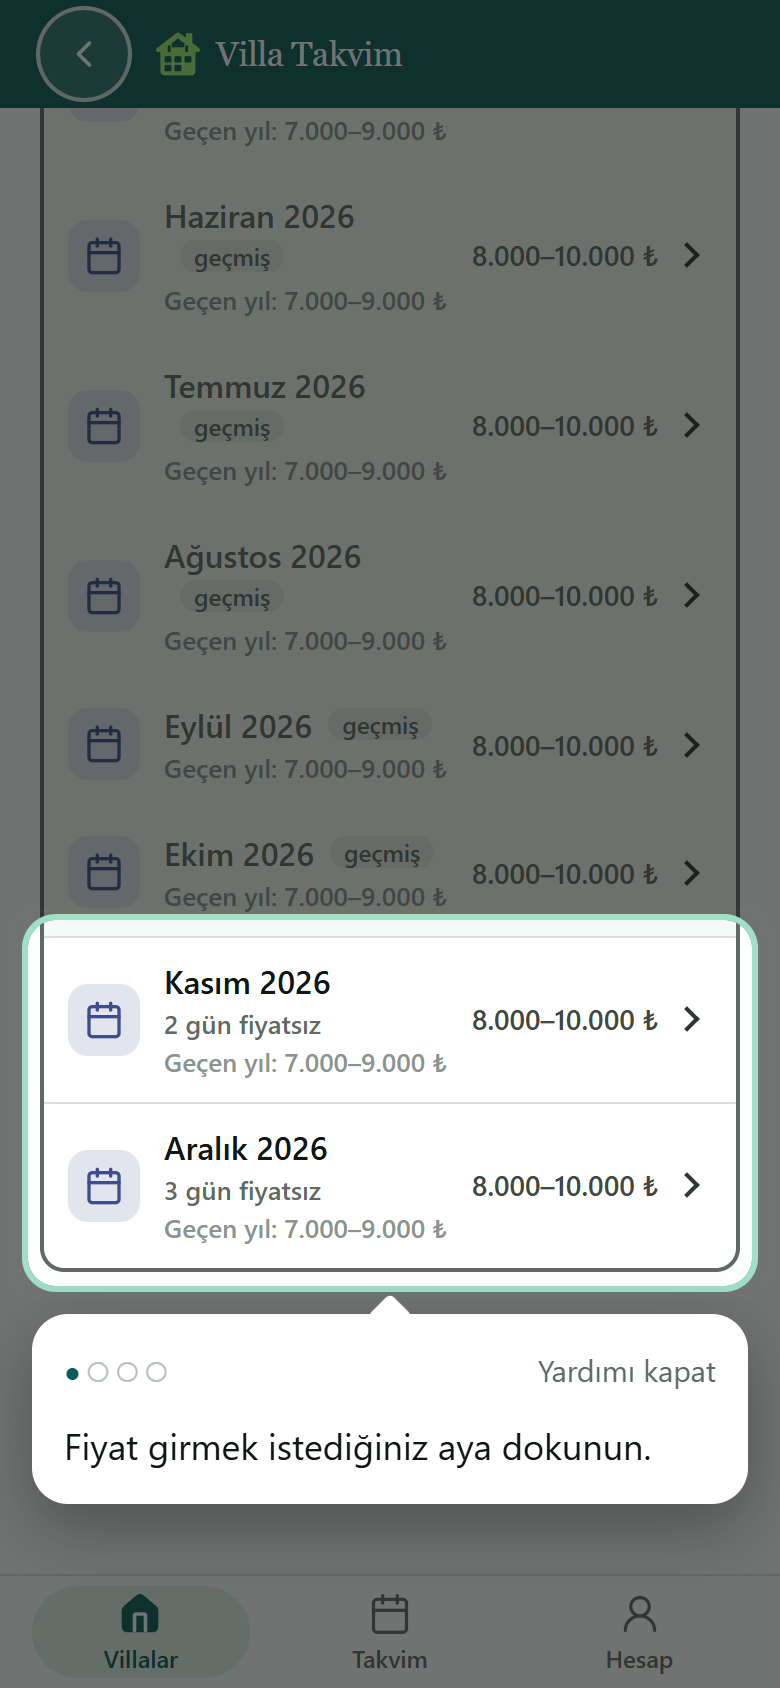 Villa Takvim
Geçen yıl: 7.000–9.000 ₺
Haziran 2026
geçmiş
8.000–10.000 ₺
Geçen yıl: 7.000–9.000 ₺
Temmuz 2026
geçmiş
8.000–10.000 ₺
Geçen yıl: 7.000–9.000 ₺
Ağustos 2026
geçmiş
8.000–10.000 ₺
Geçen yıl: 7.000–9.000 ₺
Eylül 2026 geçmiş
8.000–10.000 ₺
Geçen yıl: 7.000–9.000 ₺
Ekim 2026 geçmiş
8.000–10.000 ₺
Geçen yıl: 7.000–9.000 ₺
Kasım 2026
2 gün fiyatsız
8.000–10.000 ₺
Geçen yıl: 7.000–9.000 ₺
Aralık 2026
3 gün fiyatsız
8.000–10.000 ₺
Geçen yıl: 7.000–9.000 ₺
Yardımı kapat
Fiyat girmek istediğiniz aya dokunun.
Villalar
Takvim
Hesap